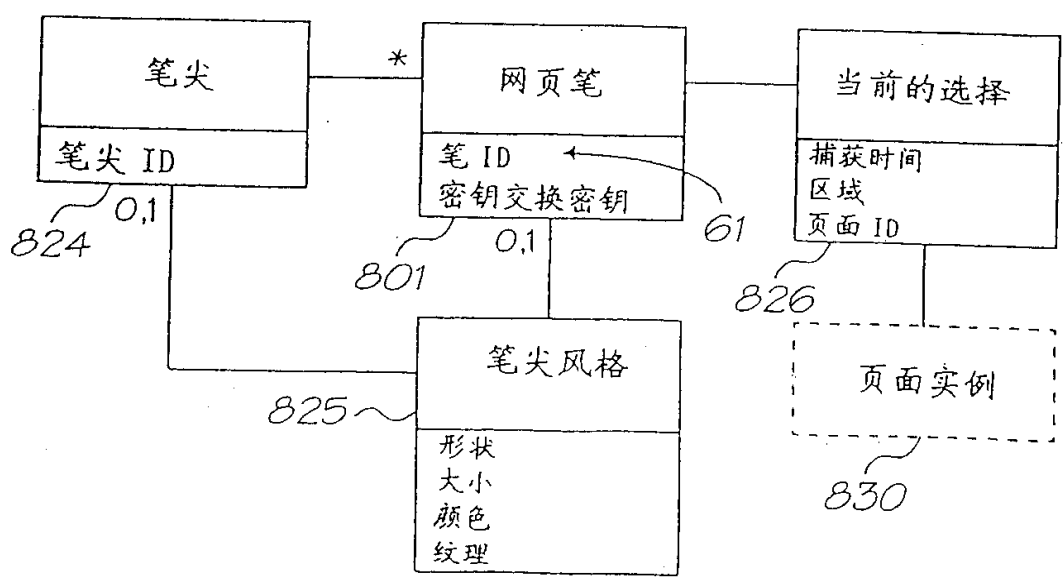 笔尖
笔尖 ID
824
0,1
*
网页笔
笔 ID
密钥交换密钥
61
801
0,1
当前的选择
捕获时间
区域
页面 ID
826
页面实例
830
笔尖风格
825
形状
大小
颜色
纹理